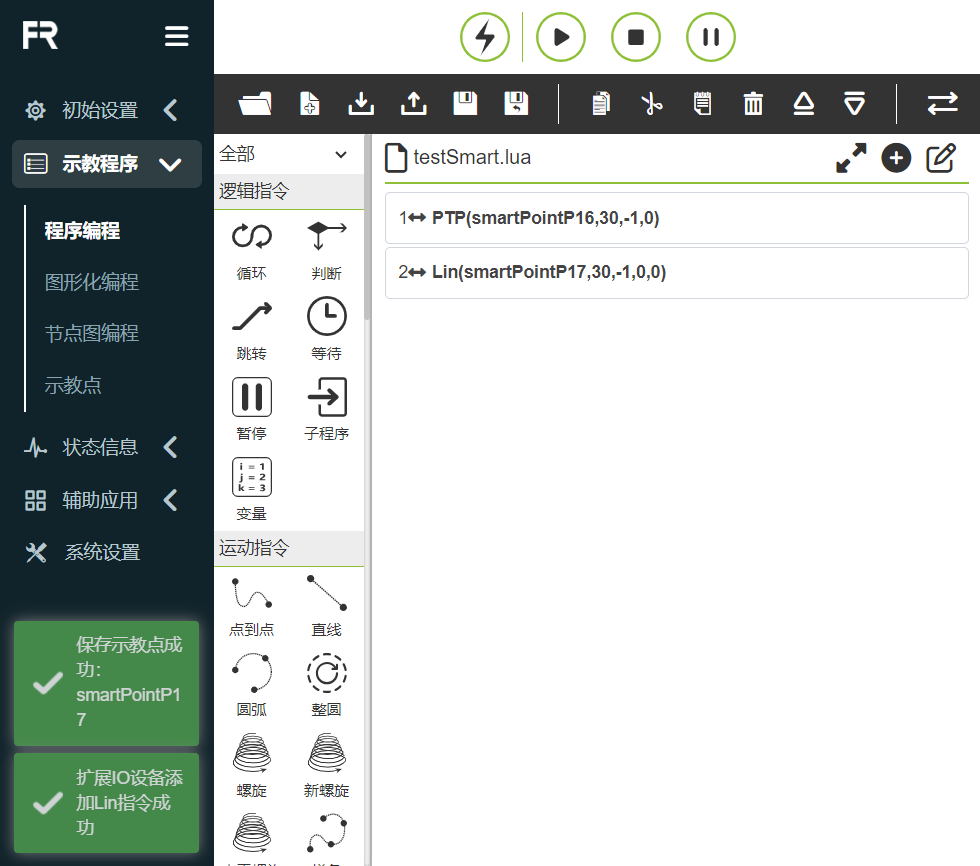 FR
初始设置
示教程序
程序编程
图形化编程
节点图编程
示教点
状态信息
辅助应用
系统设置
保存示教点成
功：
smartPointP1
7
扩展IO设备添
加Lin指令成
功
全部
逻辑指令
循环
判断
跳转
等待
暂停
子程序
i = 1
j = 2
k = 3
变量
运动指令
点到点
直线
圆弧
整圆
螺旋
新螺旋
testSmart.lua
1 PTP(smartPointP16,30,-1,0)
2 Lin(smartPointP17,30,-1,0,0)